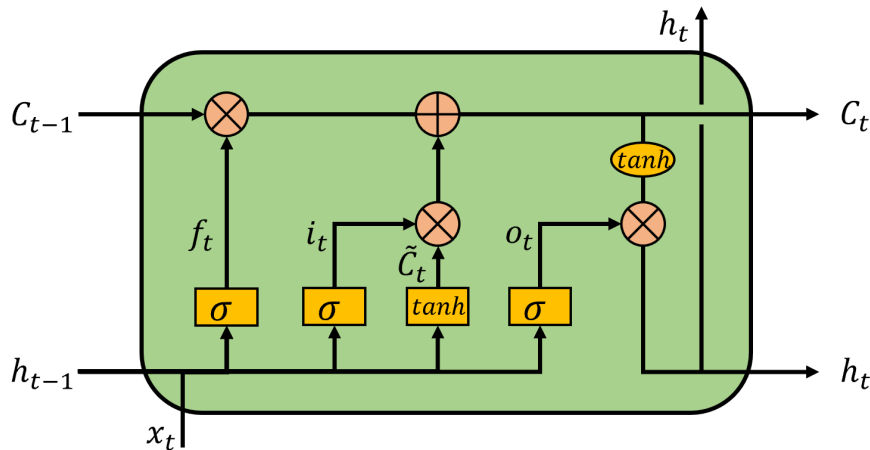 h_t
C_{t-1}
C_t
tanh
f_t
i_t
o_t
C̃_t
σ
σ
tanh
σ
h_{t-1}
h_t
x_t